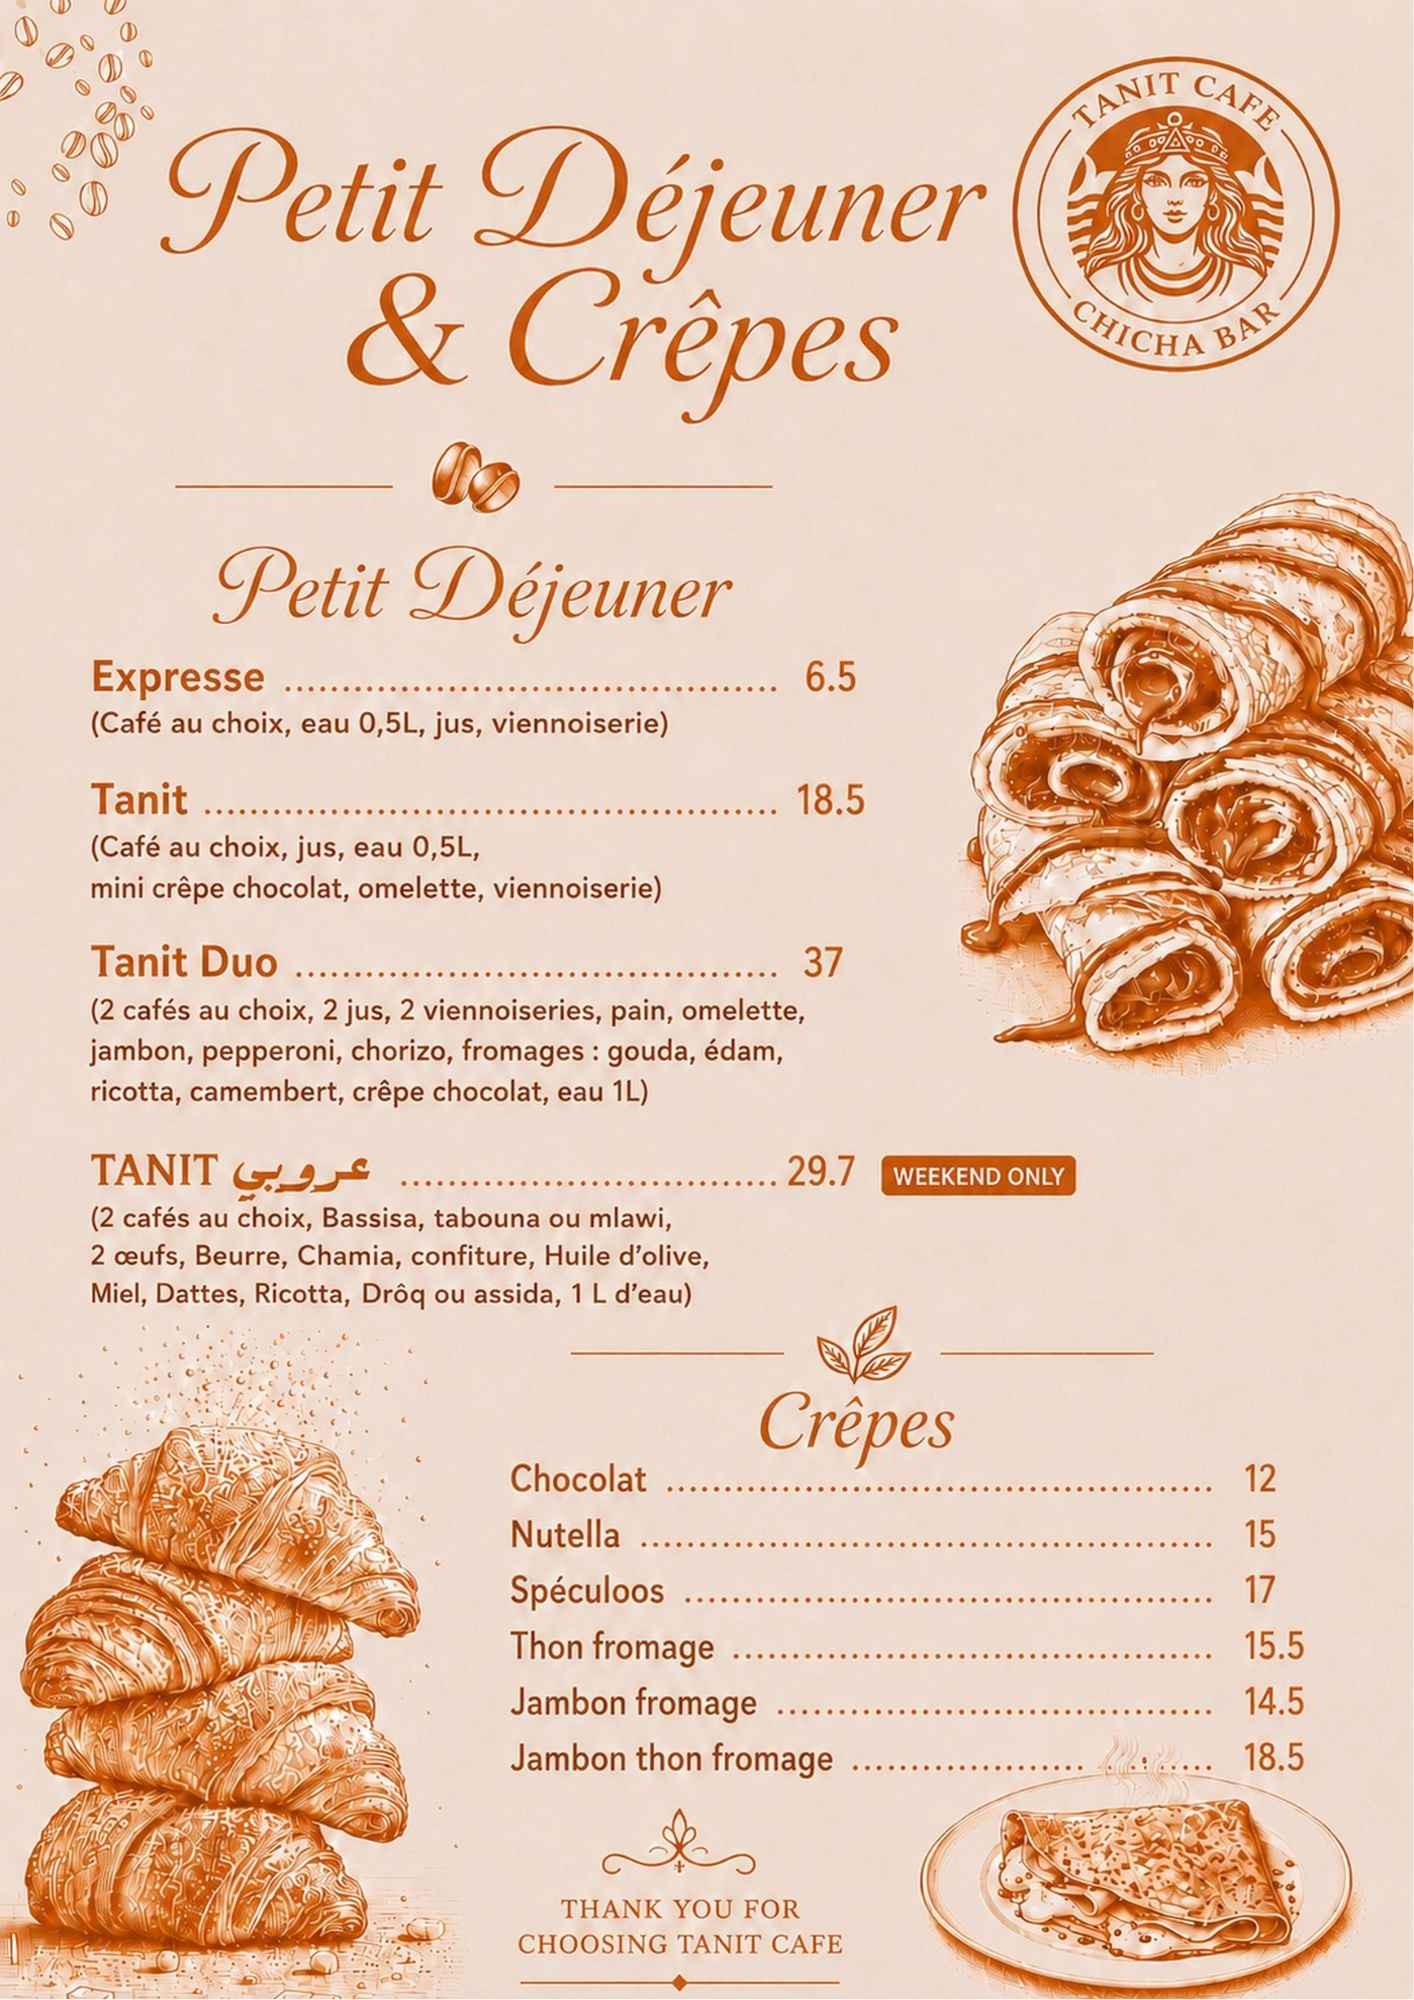 TANIT CAFE
CHICHA BAR
Petit Déjeuner
& Crêpes
Petit Déjeuner
Expresse ........................................... 6.5
(Café au choix, eau 0,5L, jus, viennoiserie)
Tanit .................................................. 18.5
(Café au choix, jus, eau 0,5L,
mini crêpe chocolat, omelette, viennoiserie)
Tanit Duo .......................................... 37
(2 cafés au choix, 2 jus, 2 viennoiseries, pain, omelette,
jambon, pepperoni, chorizo, fromages : gouda, édam,
ricotta, camembert, crêpe chocolat, eau 1L)
TANIT عروبي ................................. 29.7 WEEKEND ONLY
(2 cafés au choix, Bassisa, tabouna ou mlawi,
2 œufs, Beurre, Chamia, confiture, Huile d’olive,
Miel, Dattes, Ricotta, Drôq ou assida, 1 L d’eau)
Crêpes
Chocolat ................................................ 12
Nutella .................................................. 15
Spéculoos .............................................. 17
Thon fromage .......................................... 15.5
Jambon fromage ...................................... 14.5
Jambon thon fromage ................................ 18.5
THANK YOU FOR
CHOOSING TANIT CAFE